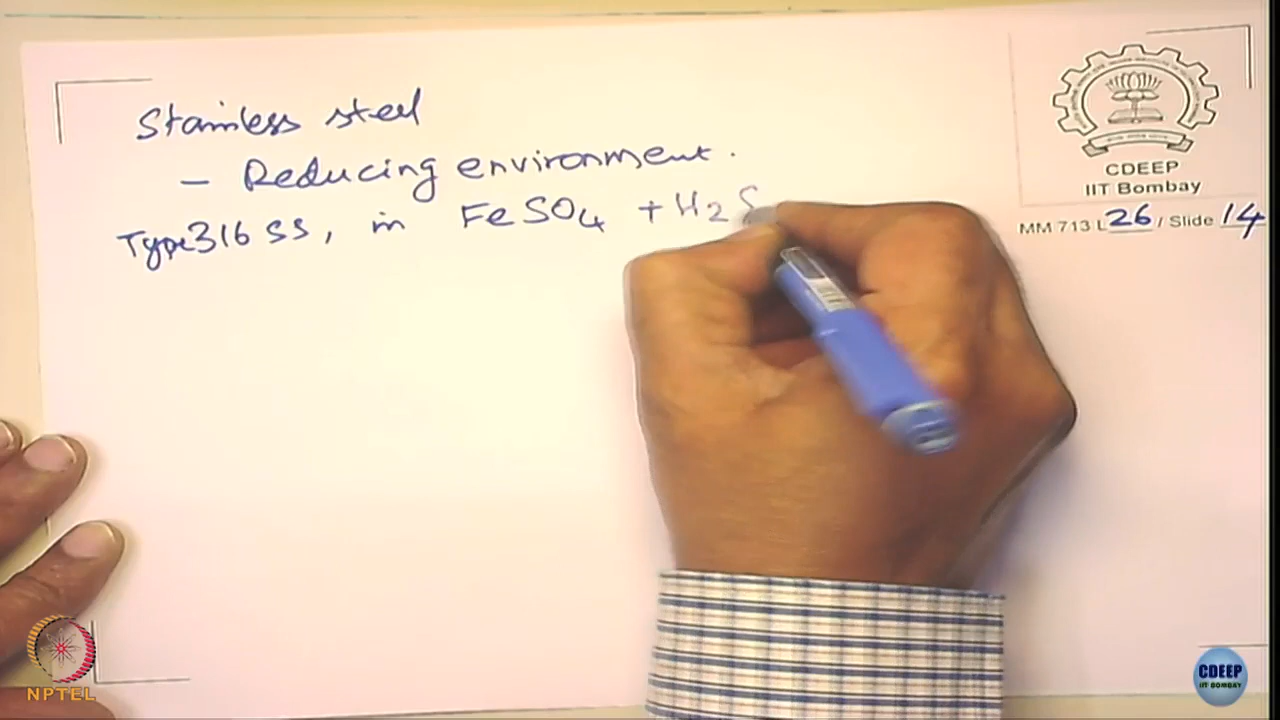 Stainless steel
- Reducing environment.
Type 316 SS, in FeSO4 + H2S
CDEEP
IIT Bombay
MM 713 L26 / Slide 14
NPTEL
CDEEP
IIT BOMBAY